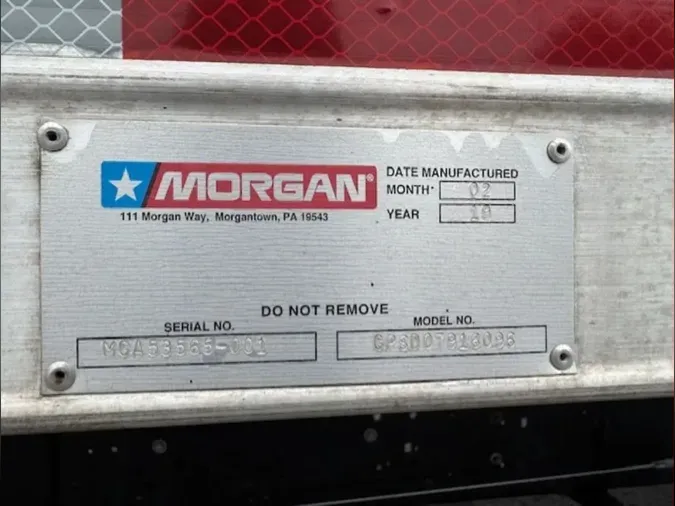 MORGAN®
111 Morgan Way, Morgantown, PA 19543
DATE MANUFACTURED
MONTH 02
YEAR 10
DO NOT REMOVE
SERIAL NO.
MODEL NO.